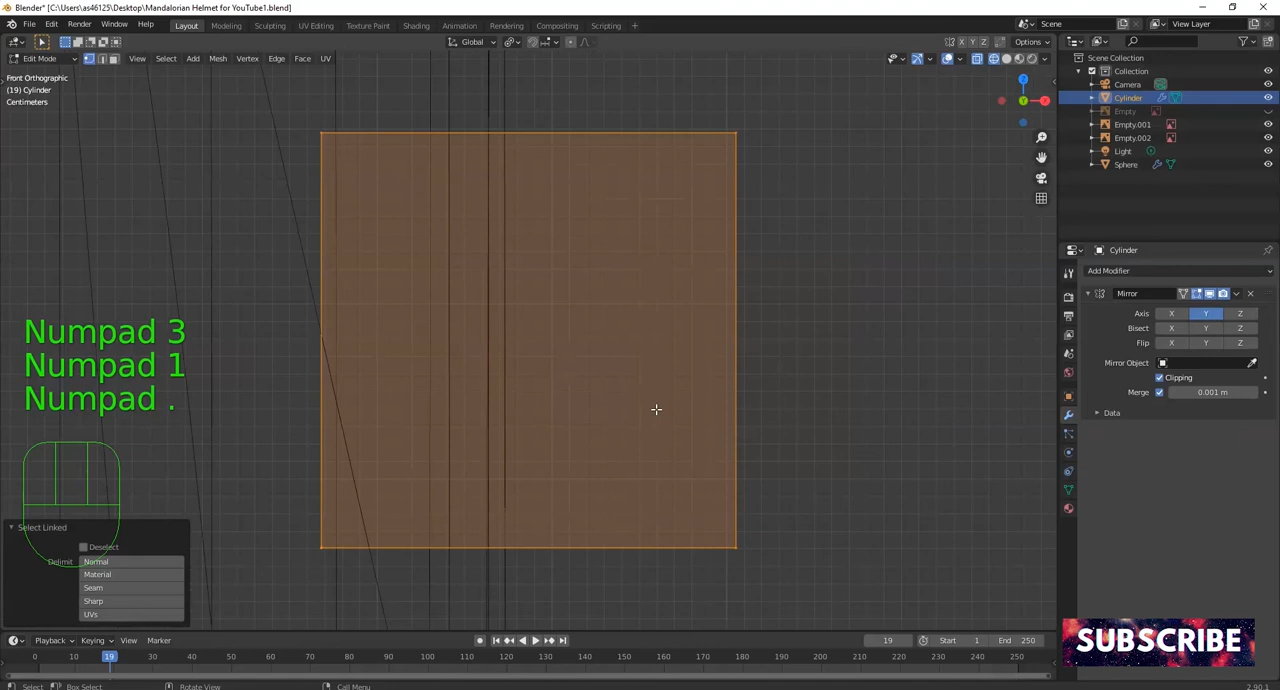 Blender* [C:\Users\as46125\Desktop\Mandalorian Helmet for YouTube1.blend]
File Edit Render Window Help Layout Modeling Sculpting UV Editing Texture Paint Shading Animation Rendering Compositing Scripting + Scene View Layer
Global X Y Z Options
Edit Mode View Select Add Mesh Vertex Edge Face UV
Front Orthographic
(19) Cylinder
Centimeters
Z
Y
X
Scene Collection
Collection
Camera
Cylinder
Empty
Empty.001
Empty.002
Light
Sphere
Cylinder
Add Modifier
Mirror
Axis X Y Z
Bisect X Y Z
Flip X Y Z
Mirror Object
Clipping
Merge 0.001 m
Data
Numpad 3
Numpad 1
Numpad .
Select Linked
Deselect
Delimit Normal
Material
Seam
Sharp
UVs
Playback Keying View Marker 19 Start 1 End 250
0 10 19 30 40 50 60 70 80 90 100 110 120 130 140 150 160 170 180 190 200 210 220 230 240 250
SUBSCRIBE
Select Box Select Rotate View Call Menu 2.90.1